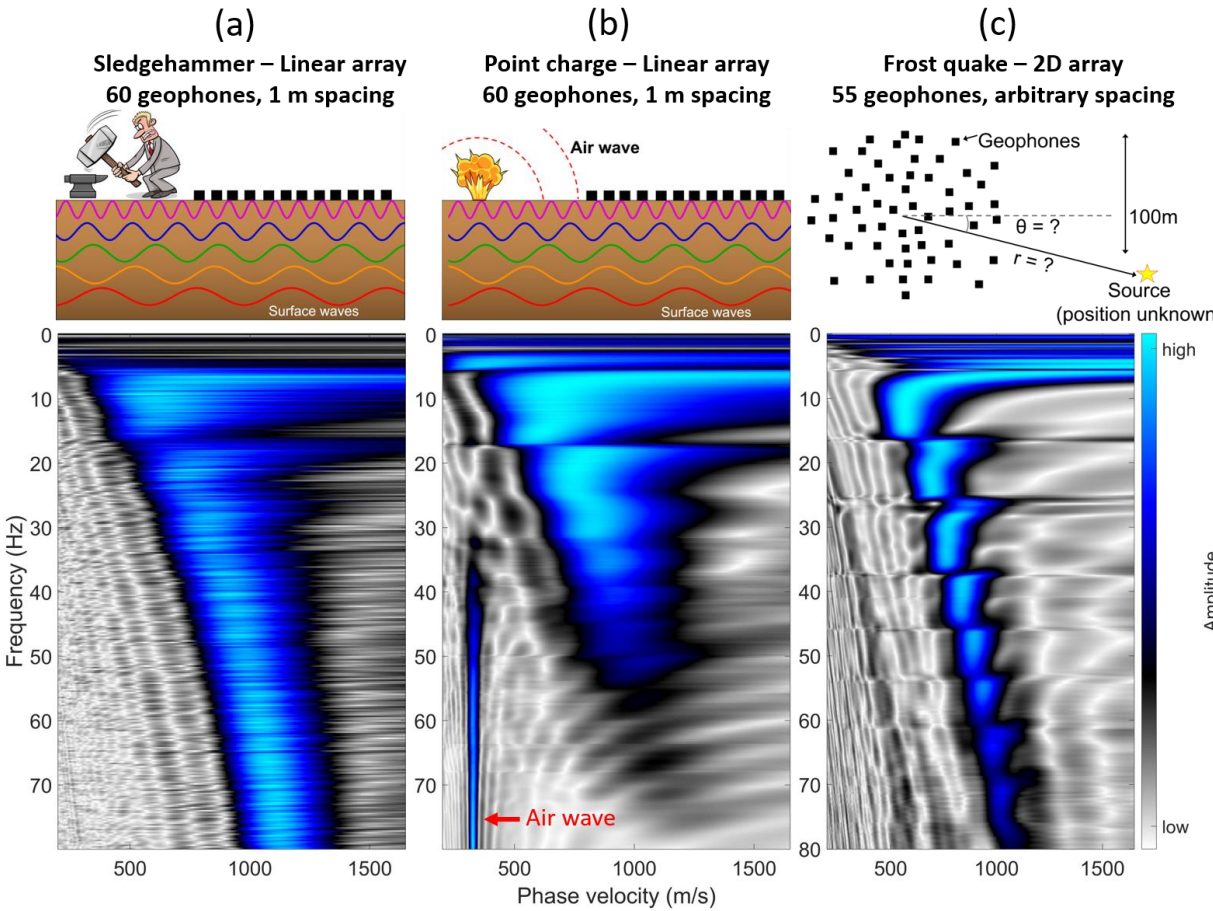 (a)
Sledgehammer – Linear array
60 geophones, 1 m spacing
Surface waves
(b)
Point charge – Linear array
60 geophones, 1 m spacing
Air wave
Surface waves
(c)
Frost quake – 2D array
55 geophones, arbitrary spacing
Geophones
100m
θ = ?
r = ?
Source
(position unknown
Frequency (Hz)
0
10
20
30
40
50
60
70
500
1000
1500
0
10
20
30
40
50
60
70
Air wave
500
1000
1500
Phase velocity (m/s)
0
10
20
30
40
50
60
70
80
500
1000
1500
high
low
Amplitude